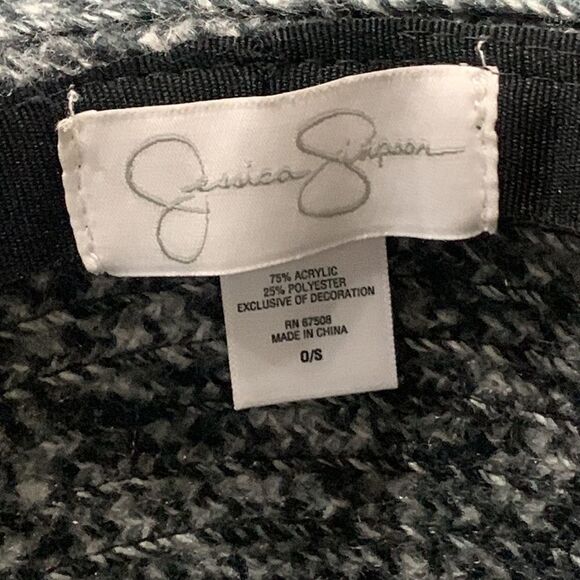 Jessica Simpson
75% ACRYLIC
25% POLYESTER
EXCLUSIVE OF DECORATION
RN 67508
MADE IN CHINA
O/S